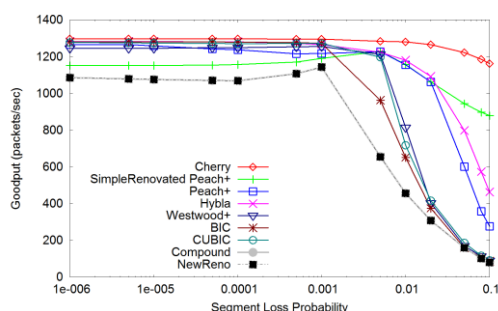 1400
1200
1000
800
600
400
200
0
Goodput (packets/sec)
Cherry
SimpleRenovated Peach+
Peach+
Hybla
Westwood+
BIC
CUBIC
Compound
NewReno
1e-006 1e-005 0.0001 0.001 0.01 0.1
Segment Loss Probability